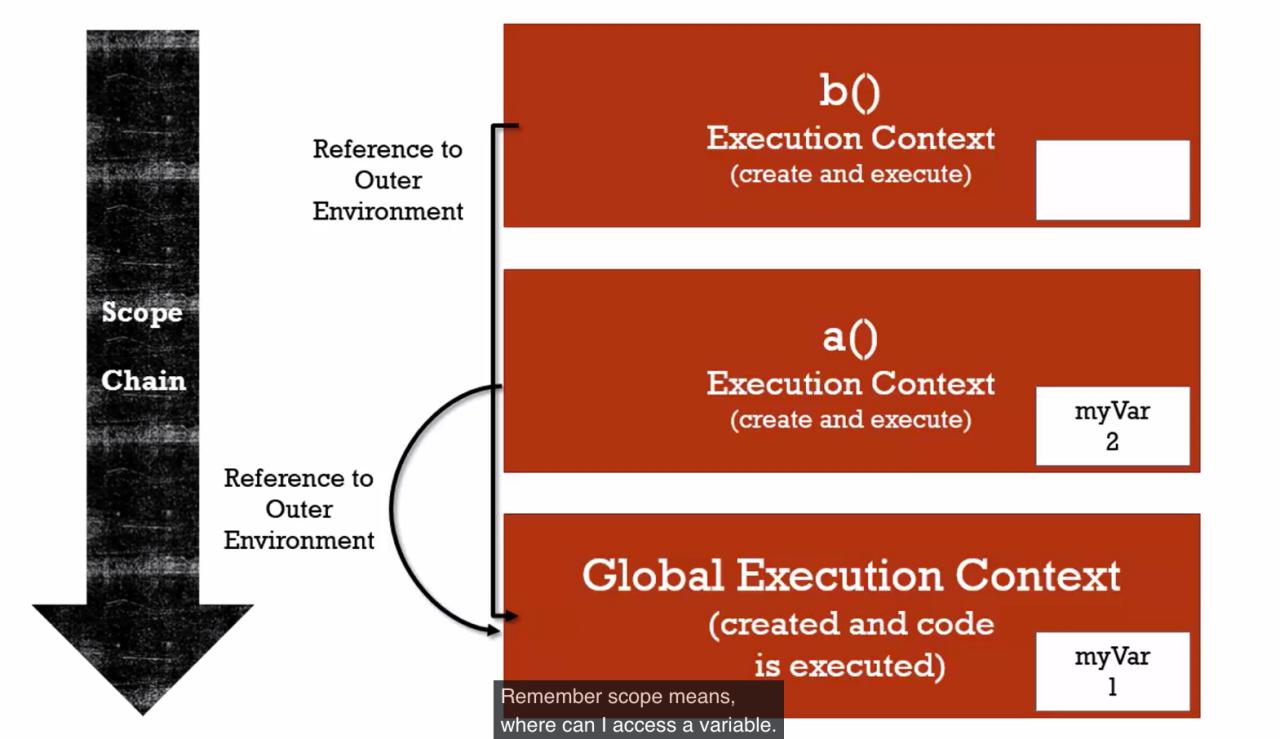 Scope
Chain
Reference to
Outer
Environment
Reference to
Outer
Environment
b()
Execution Context
(create and execute)
a()
Execution Context
(create and execute)
myVar
2
Global Execution Context
(created and code
is executed)
myVar
1
Remember scope means,
where can I access a variable.